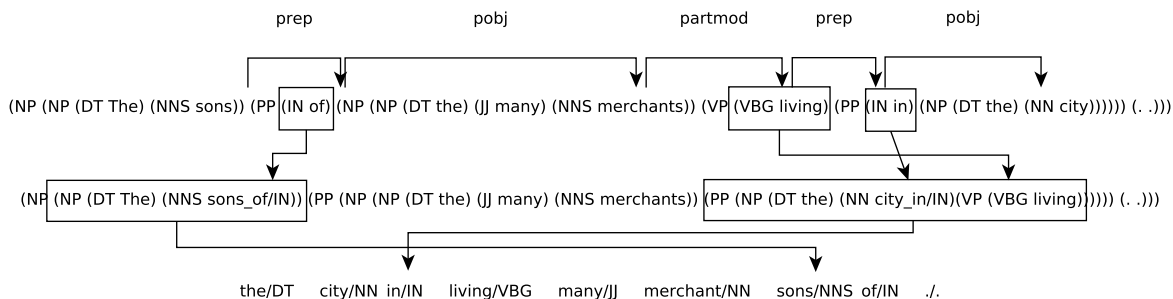 prep pobj partmod prep pobj
(NP (NP (DT The) (NNS sons)) (PP (IN of) (NP (NP (DT the) (JJ many) (NNS merchants)) (VP (VBG living) (PP (IN in) (NP (DT the) (NN city)))))) (. .)))
(NP (NP (DT The) (NNS sons_of/IN)) (PP (NP (NP (DT the) (JJ many) (NNS merchants)) (PP (NP (DT the) (NN city_in/IN)(VP (VBG living)))))) (. .)))
the/DT city/NN in/IN living/VBG many/JJ merchant/NN sons/NNS of/IN ./.